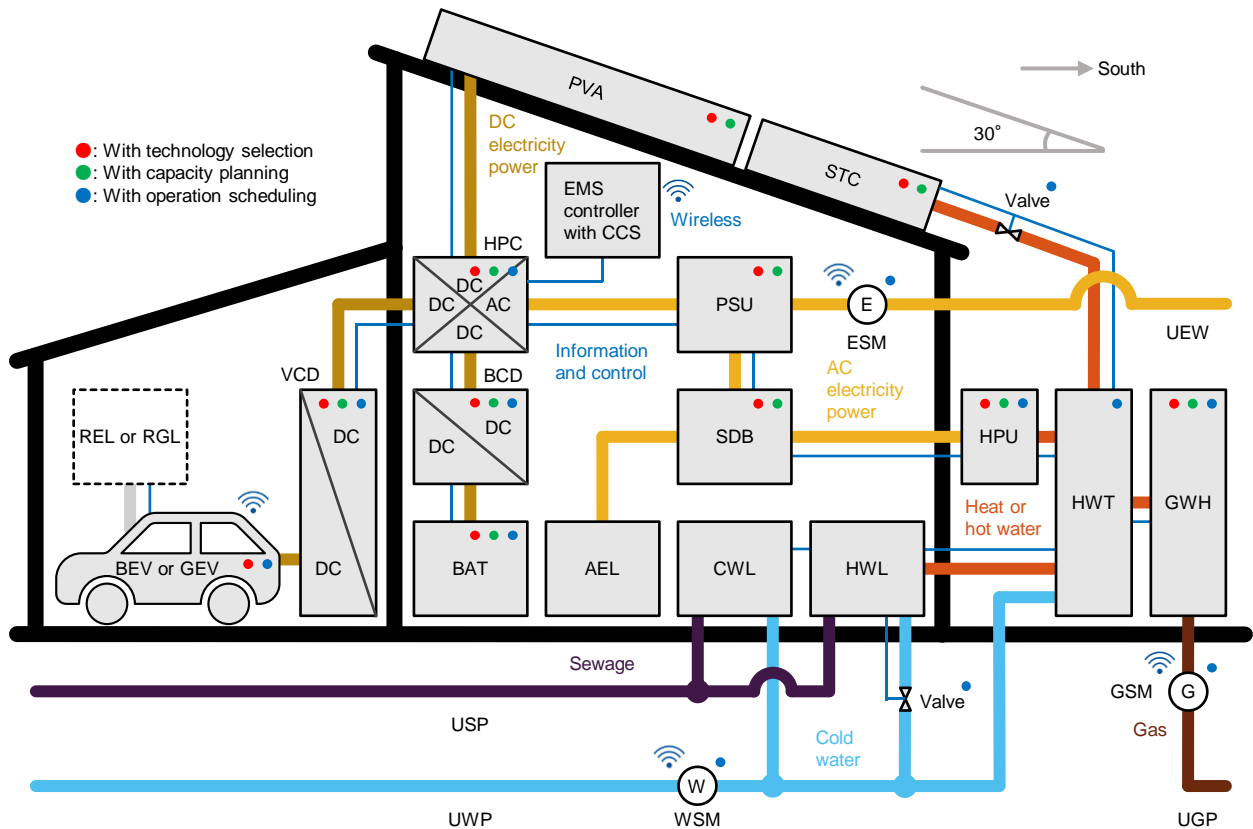 South
PVA
30°
DC
electricity
power
: With technology selection
: With capacity planning
: With operation scheduling
EMS
controller
with CCS
Wireless
STC
Valve
HPC
DC
DC
AC
DC
PSU
E
ESM
UEW
Information
and control
AC
electricity
power
VCD
BCD
REL or RGL
DC
DC
DC
DC
SDB
HPU
HWT
GWH
Heat or
hot water
BEV or GEV
BAT
AEL
CWL
HWL
Sewage
USP
Valve
GSM
G
Gas
Cold
water
W
UWP
WSM
UGP